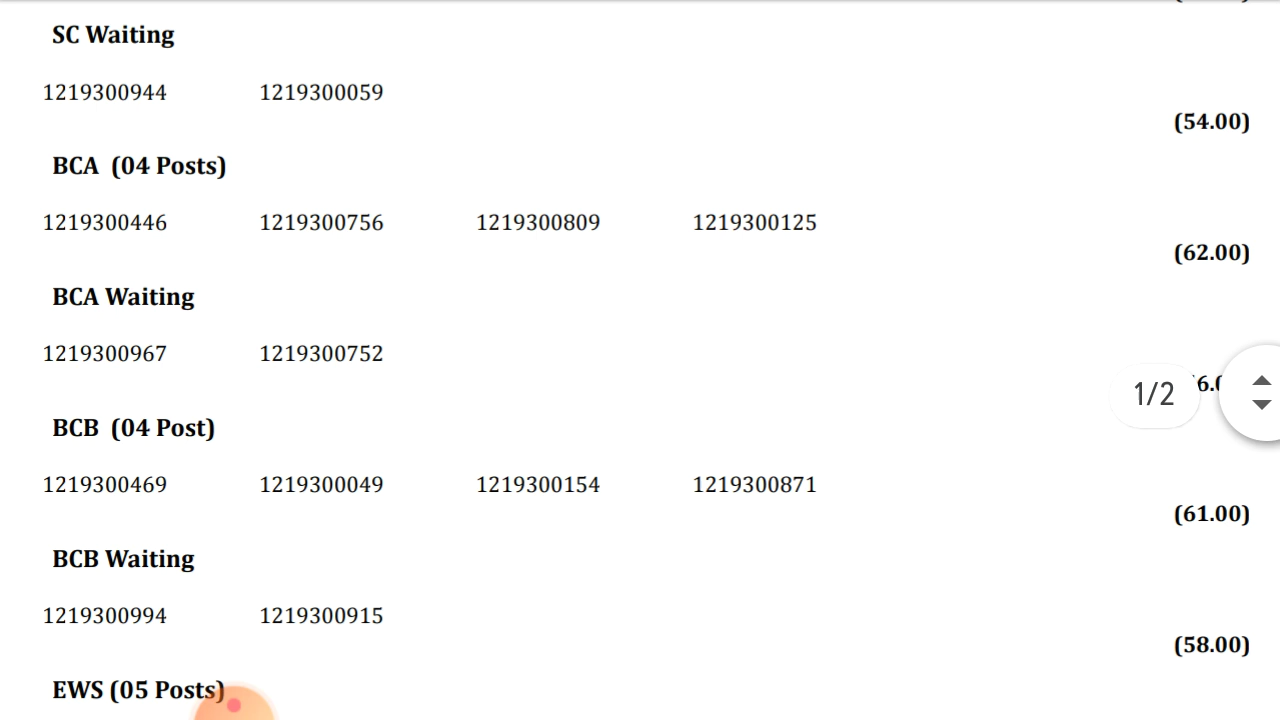 SC Waiting
1219300944 1219300059
(54.00)
BCA (04 Posts)
1219300446 1219300756 1219300809 1219300125
(62.00)
BCA Waiting
1219300967 1219300752
1/2
BCB (04 Post)
1219300469 1219300049 1219300154 1219300871
(61.00)
BCB Waiting
1219300994 1219300915
(58.00)
EWS (05 Posts)